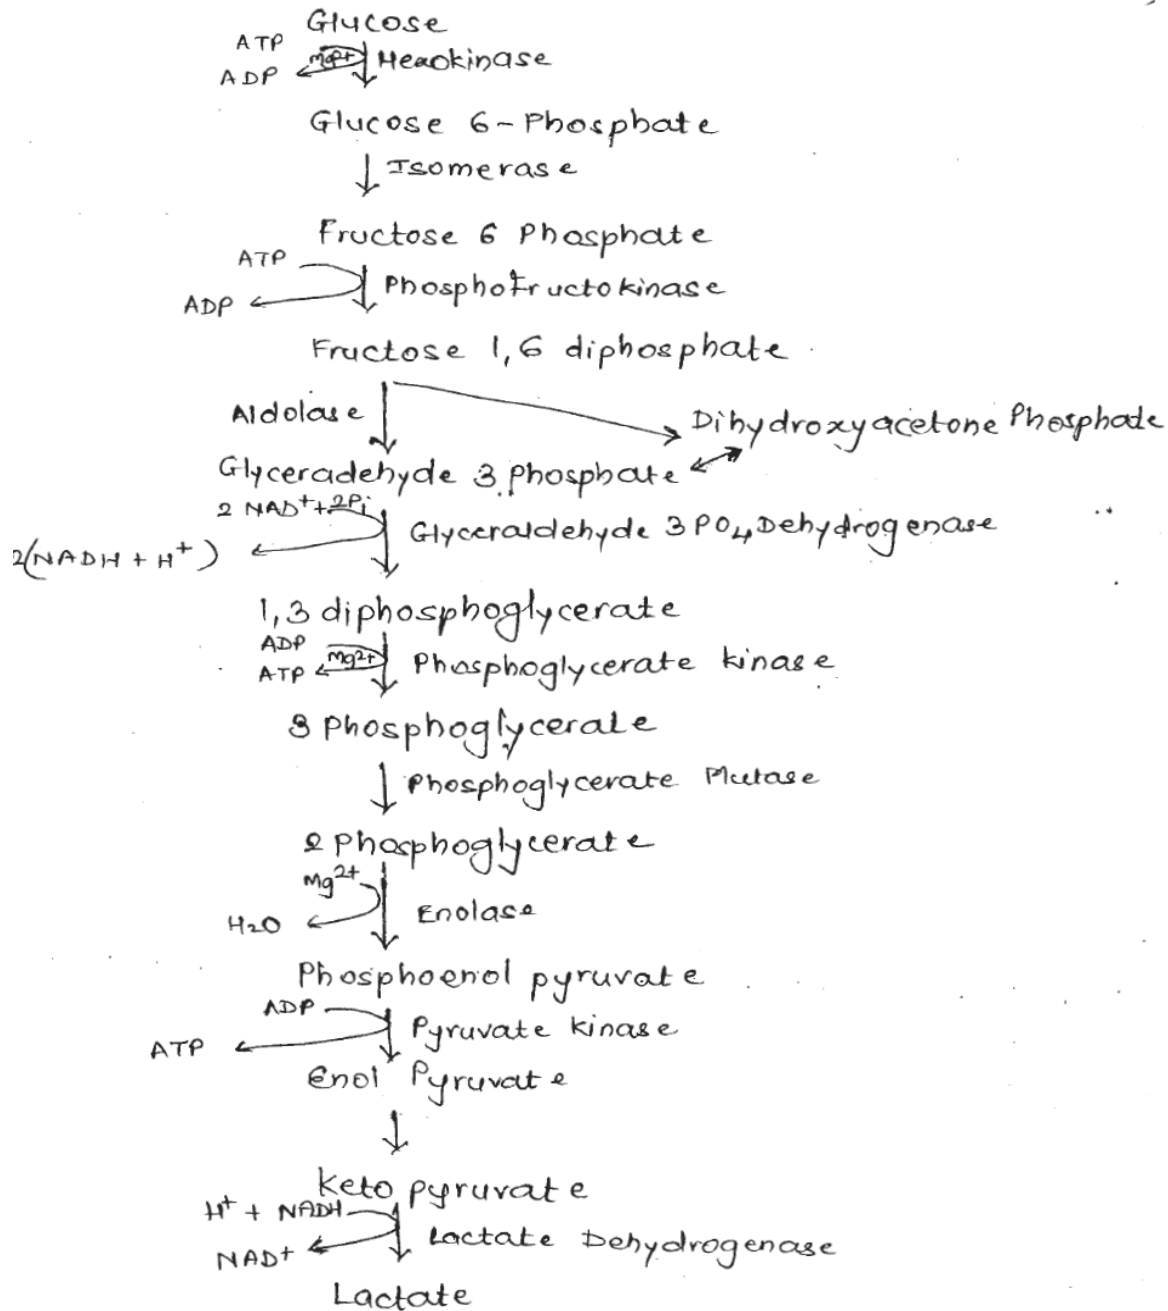 Glucose
ATP
Mg2+ Hexokinase
ADP
Glucose 6-Phosphate
Isomerase
Fructose 6 Phosphate
ATP
Phosphofructokinase
ADP
Fructose 1,6 diphosphate
Aldolase
Dihydroxyacetone Phosphate
Glyceradehyde 3 Phosphate
2 NAD⁺+2Pi
Glyceraldehyde 3 PO₄ Dehydrogenase
2(NADH + H⁺)
1,3 diphosphoglycerate
ADP
Mg²⁺ Phosphoglycerate kinase
ATP
3 Phosphoglycerate
Phosphoglycerate Mutase
2 Phosphoglycerate
Mg²⁺
Enolase
H₂O
Phosphoenol pyruvate
ADP
Pyruvate kinase
ATP
Enol Pyruvate
Keto pyruvate
H⁺ + NADH
Lactate Dehydrogenase
NAD⁺
Lactate